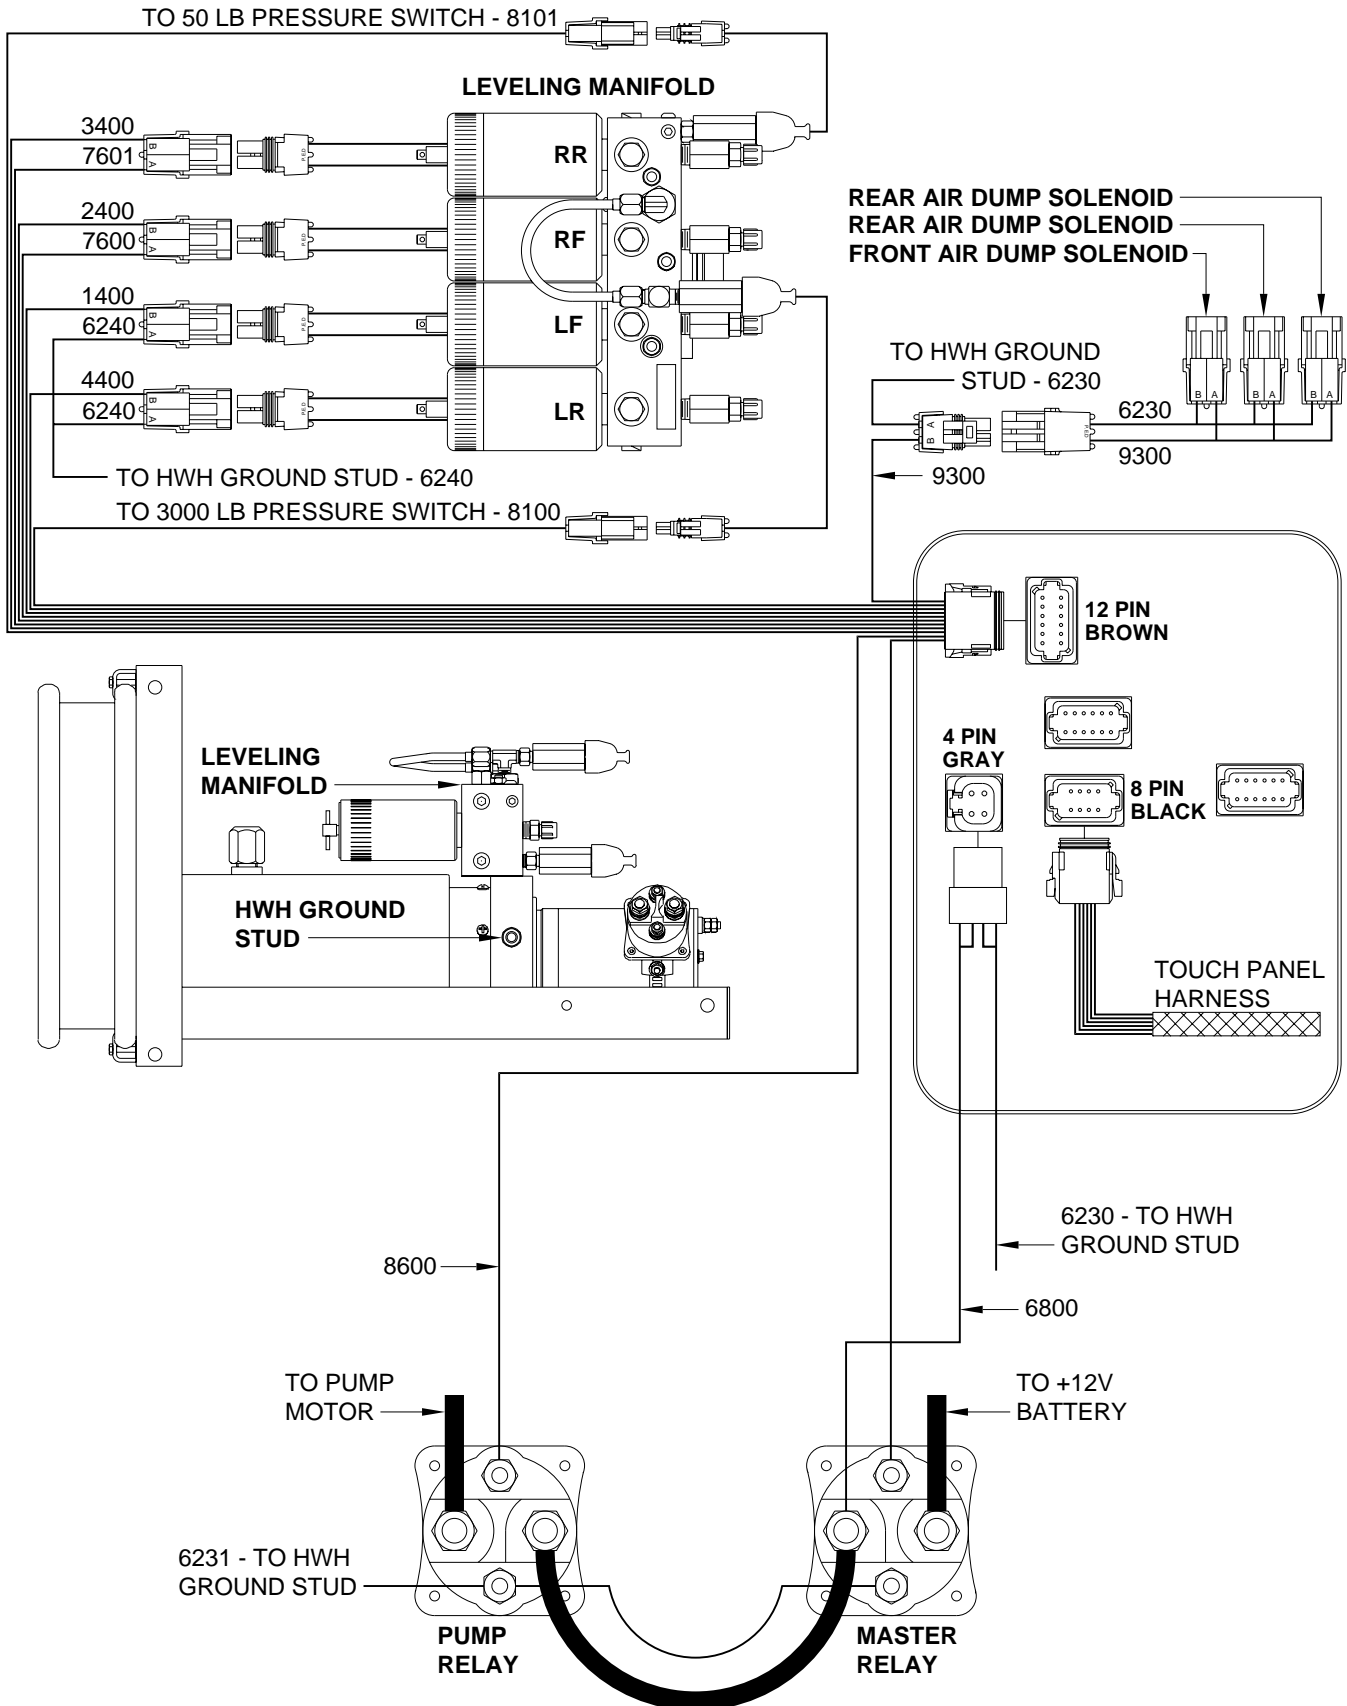 TO 50 LB PRESSURE SWITCH - 8101
LEVELING MANIFOLD
3400
7601
B
A
P.E.D
RR
2400
7600
B
A
P.E.D
RF
1400
6240
B
A
P.E.D
LF
4400
6240
B
A
P.E.D
LR
TO HWH GROUND STUD - 6240
TO 3000 LB PRESSURE SWITCH - 8100
REAR AIR DUMP SOLENOID
REAR AIR DUMP SOLENOID
FRONT AIR DUMP SOLENOID
B A
B A
B A
TO HWH GROUND
STUD - 6230
A
B
P.E.D
6230
9300
9300
12 PIN
BROWN
4 PIN
GRAY
8 PIN
BLACK
TOUCH PANEL
HARNESS
LEVELING
MANIFOLD
HWH GROUND
STUD
6230 - TO HWH
GROUND STUD
8600
6800
TO PUMP
MOTOR
TO +12V
BATTERY
6231 - TO HWH
GROUND STUD
PUMP
RELAY
MASTER
RELAY